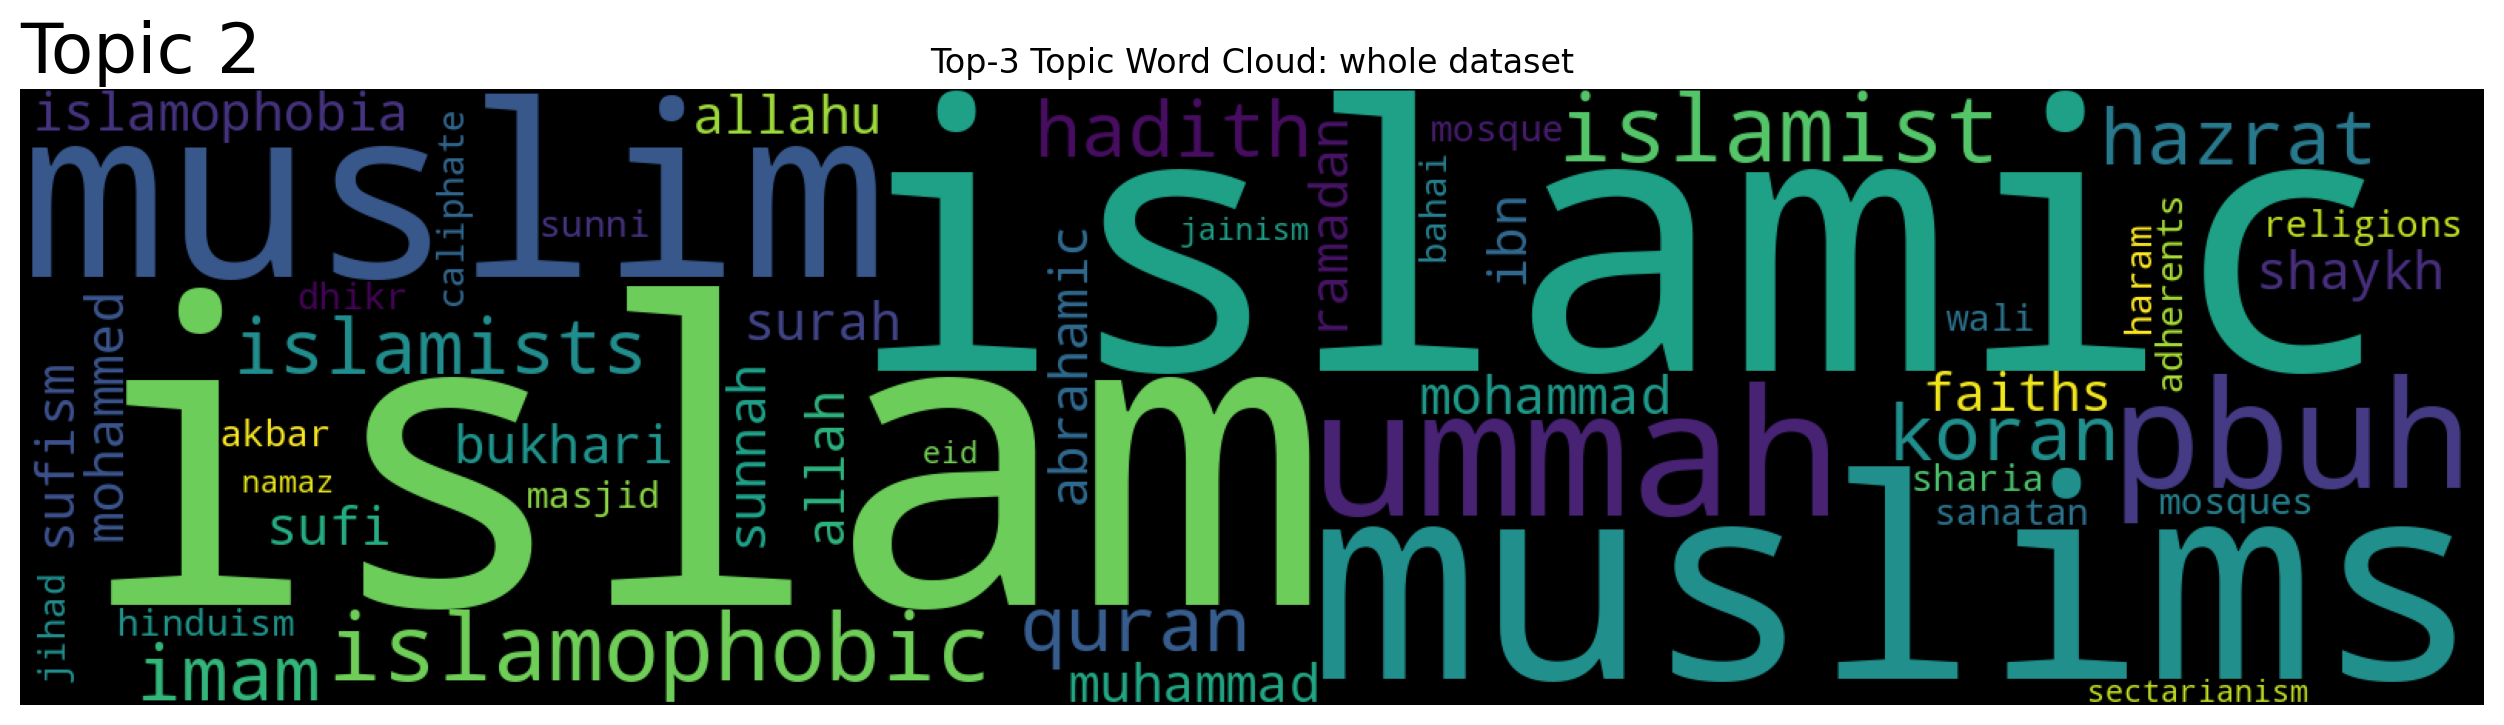 Topic 2
Top-3 Topic Word Cloud: whole dataset
islamophobia
allahu
hadith
mosque
islamist
hazrat
muslim
caliphate
sunni
islamic
jainism
ramaddan
bahai
ibn
religions
haram
adherents
shaykh
dhikr
mohammed
islamists
surah
abrahamic
wali
sufism
akbar
bukhari
sunnah
allah
eid
islam
mohammad
faiths
ummah
koran
pbuh
namaz
masjid
sufi
sharia
sanatan
mosques
muslims
jihad
hinduism
imam
islamophobic
quran
muhammad
sectarianism